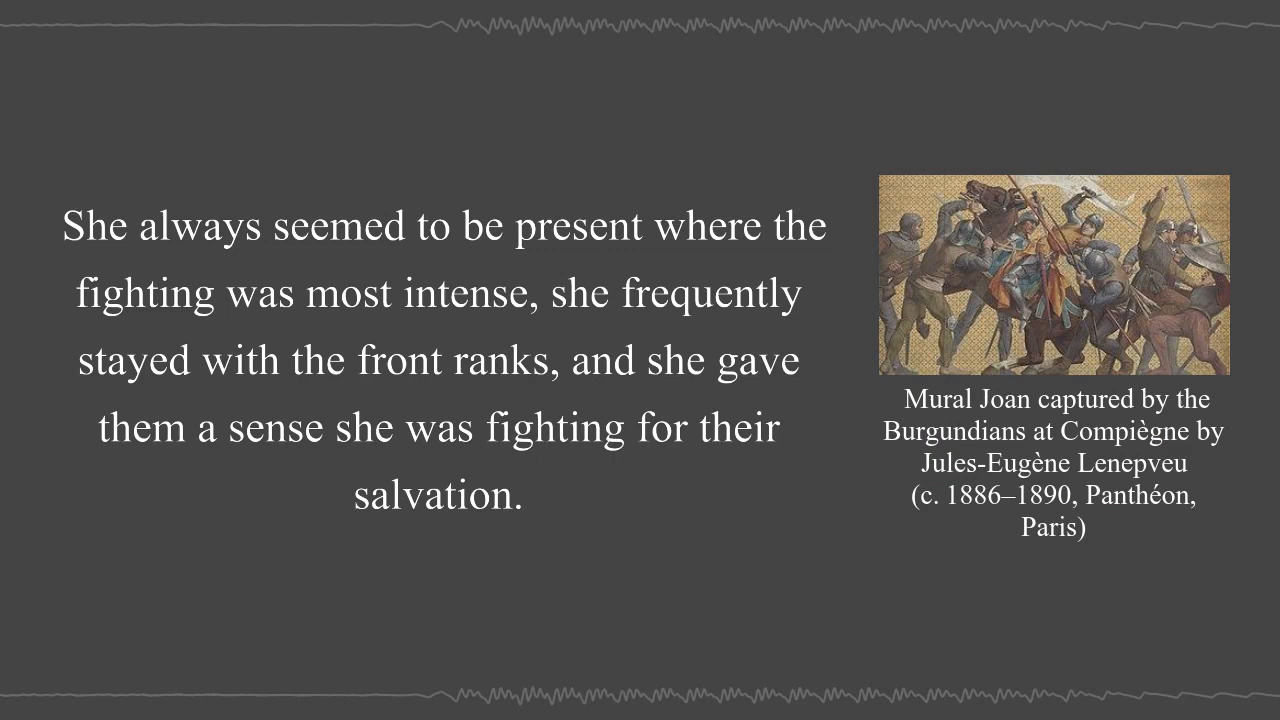 She always seemed to be present where the
fighting was most intense, she frequently
stayed with the front ranks, and she gave
them a sense she was fighting for their
salvation.
Mural Joan captured by the
Burgundians at Compiègne by
Jules-Eugène Lenepveu
(c. 1886–1890, Panthéon,
Paris)